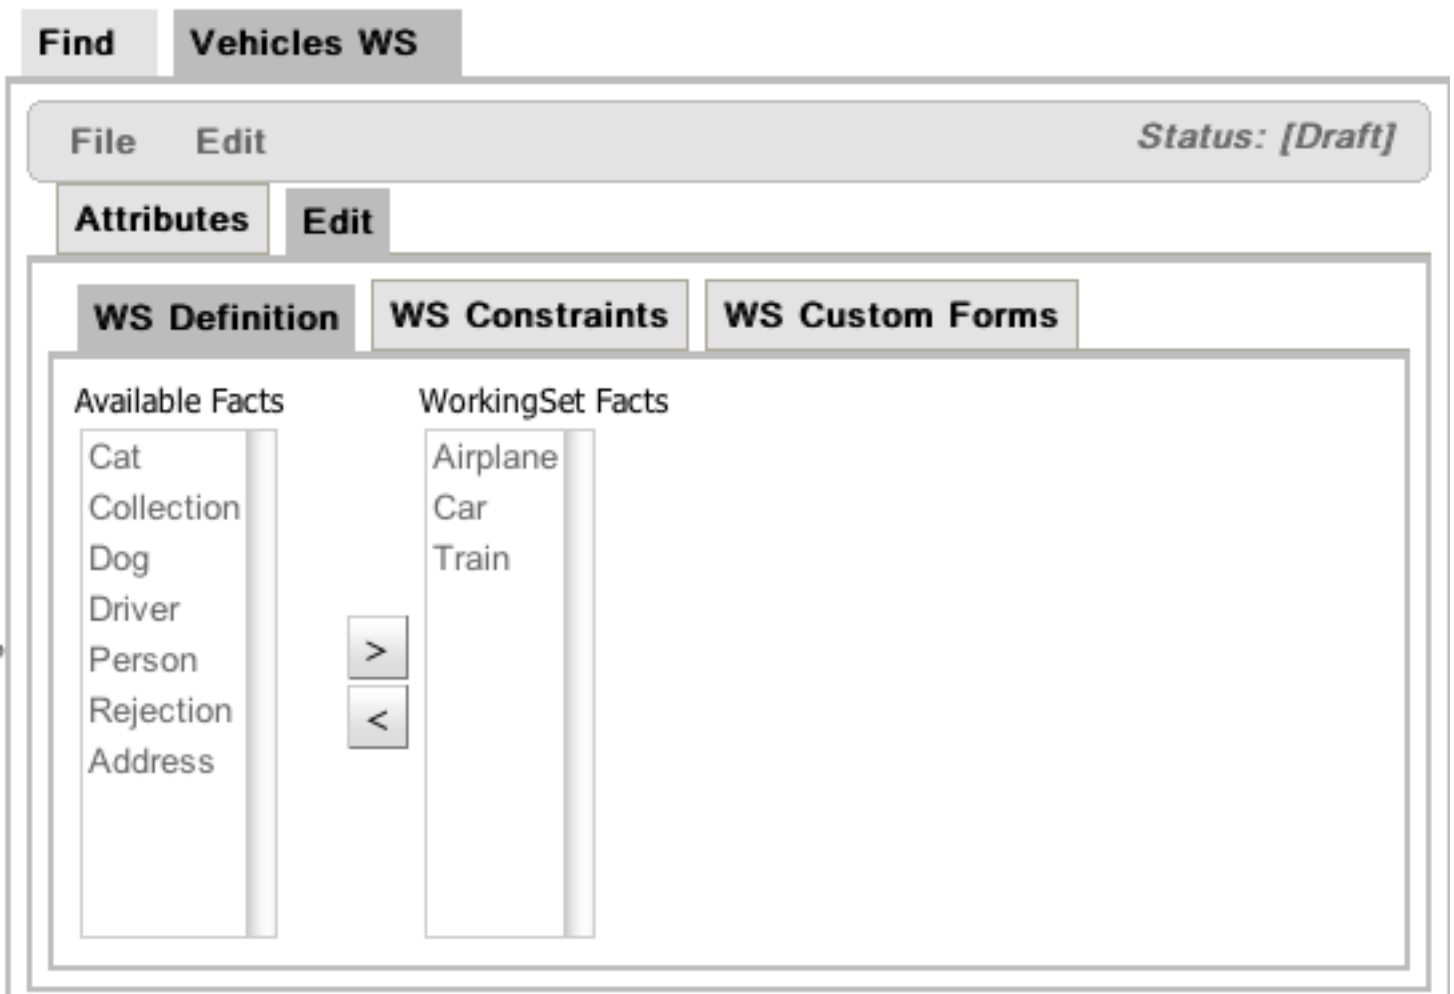 Find Vehicles WS
File Edit Status: [Draft]
Attributes Edit
WS Definition WS Constraints WS Custom Forms
Available Facts WorkingSet Facts
Cat Airplane
Collection Car
Dog Train
Driver
Person >
Rejection <
Address